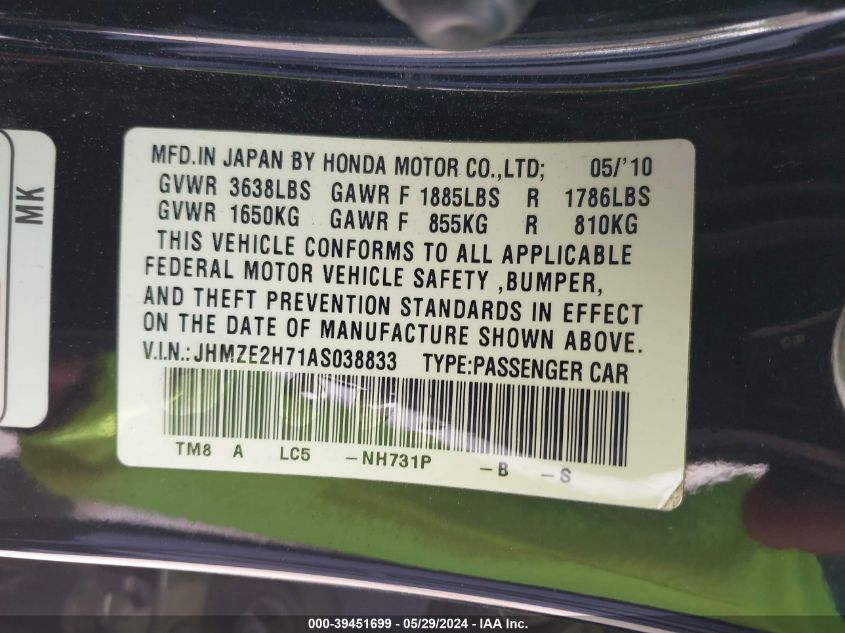 MFD.IN JAPAN BY HONDA MOTOR CO.,LTD; 05/'10
GVWR 3638LBS GAWR F 1885LBS R 1786LBS
GVWR 1650KG GAWR F 855KG R 810KG
THIS VEHICLE CONFORMS TO ALL APPLICABLE
FEDERAL MOTOR VEHICLE SAFETY ,BUMPER,
AND THEFT PREVENTION STANDARDS IN EFFECT
ON THE DATE OF MANUFACTURE SHOWN ABOVE.
V.I.N.: JHMZE2H71AS038833 TYPE:PASSENGER CAR
TM8 A LC5 -NH731P -B -S
MK
000-39451699 - 05/29/2024 - IAA Inc.